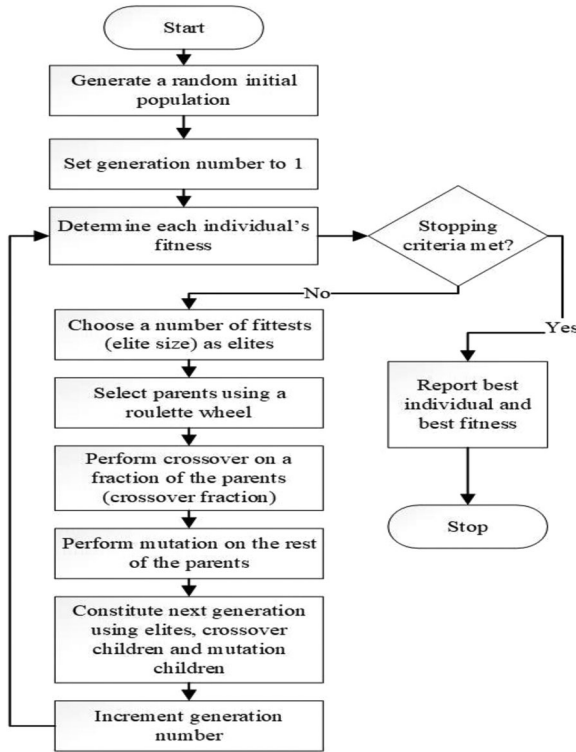 Start
Generate a random initial
population
Set generation number to 1
Determine each individual's
fitness
Stopping
criteria met?
No
Yes
Choose a number of fittests
(elite size) as elites
Select parents using a
roulette wheel
Perform crossover on a
fraction of the parents
(crossover fraction)
Perform mutation on the rest
of the parents
Constitute next generation
using elites, crossover
children and mutation
children
Increment generation
number
Report best
individual and
best fitness
Stop